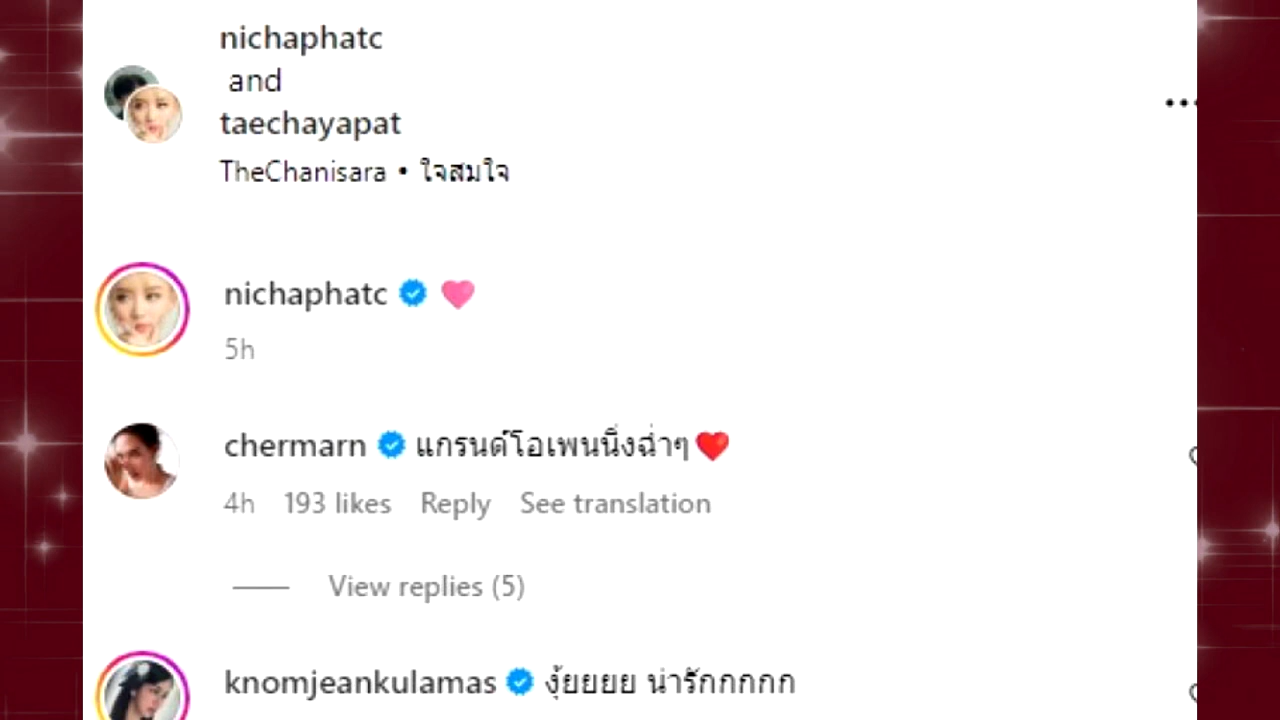 nichaphatc
and
taechayapat
TheChanisara • ใจสมใจ
nichaphatc 🩷
5h
chermarn แกรนด์โอเพนนิ่งฉ่ำๆ❤️
4h 193 likes Reply See translation
View replies (5)
knomjeankulamas งุ้ยยยย น่ารักกกกก